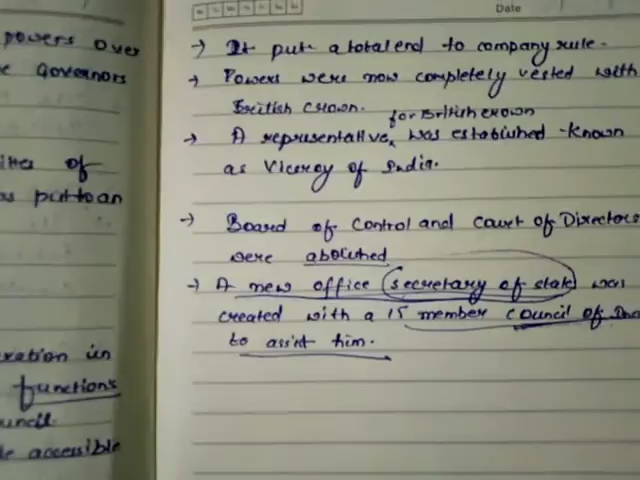 powers over
Governors
of
put to an
in
functions
accessible
Date
→ It put a total end to company rule.
→ Powers were now completely vested with
British crown.
for British crown
→ A representative, was established - known
as Viceroy of India.
→ Board of Control and Court of Directors
were abolished
→ A new office (secretary of state) was
created with a 15 member council of
to assist him.